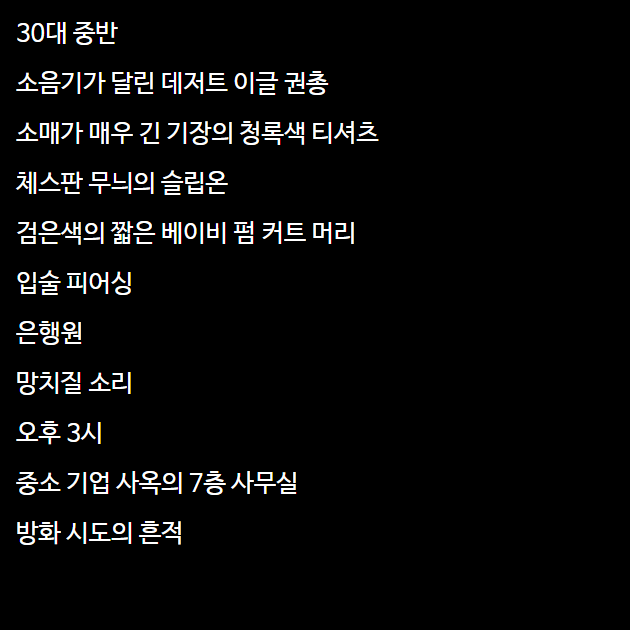 30대 중반
소음기가 달린 데저트 이글 권총
소매가 매우 긴 기장의 청록색 티셔츠
체스판 무늬의 슬립온
검은색의 짧은 베이비 펌 커트 머리
입술 피어싱
은행원
망치질 소리
오후 3시
중소 기업 사옥의 7층 사무실
방화 시도의 흔적